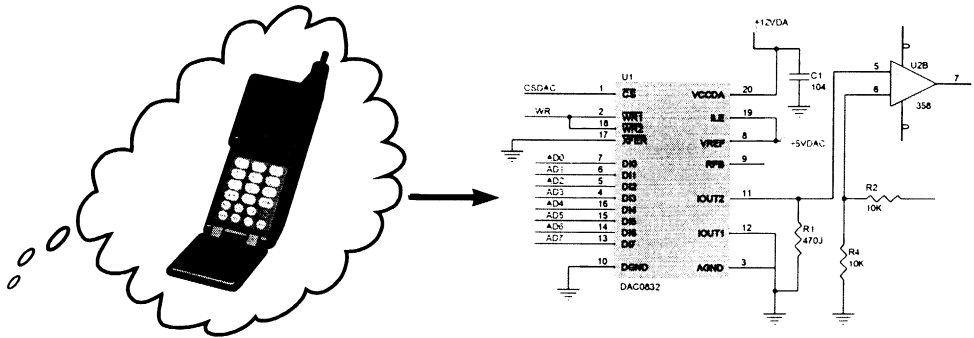 +12VDA
U1
C1
104
U2B
5
7
6
358
CSDAC 1 CS VCCDA 20
WR 2 WR1 ILE 19
18 WR2
17 XFER VREF 8 +5VDAC
RFB 9
AD0 7 DI0
AD1 6 DI1
AD2 5 DI2
AD3 4 DI3 IOUT2 11
AD4 16 DI4
AD5 15 DI5
AD6 14 DI6 IOUT1 12
AD7 13 DI7
10 DGND AGND 3
DAC0832
R2
10K
R1
R4
10K